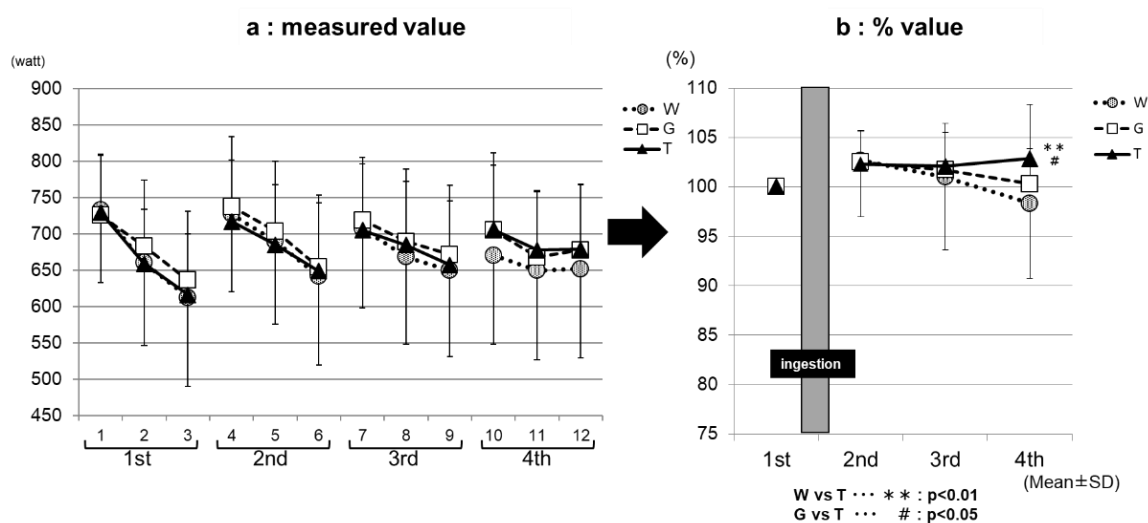 a : measured value
(watt)
900
850
800
750
700
650
600
550
500
450
W
G
T
1 2 3 4 5 6 7 8 9 10 11 12
1st 2nd 3rd 4th
b : % value
(%)
110
105
100
95
90
85
80
75
W
G
T
**
#
ingestion
1st 2nd 3rd 4th
(Mean±SD)
W vs T ··· ** : p<0.01
G vs T ··· # : p<0.05